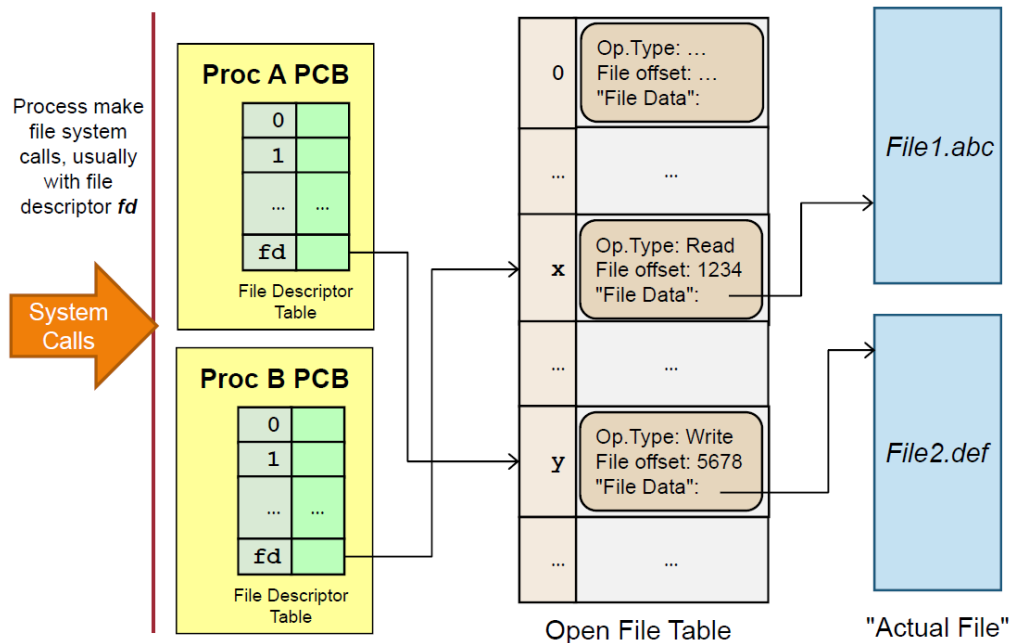 Process make
file system
calls, usually
with file
descriptor fd
System
Calls
Proc A PCB
0
1
... ...
fd
File Descriptor
Table
Proc B PCB
0
1
... ...
fd
File Descriptor
Table
0
Op.Type: ...
File offset: ...
"File Data":
... ...
x
Op.Type: Read
File offset: 1234
"File Data":
... ...
y
Op.Type: Write
File offset: 5678
"File Data":
... ...
Open File Table
File1.abc
File2.def
"Actual File"